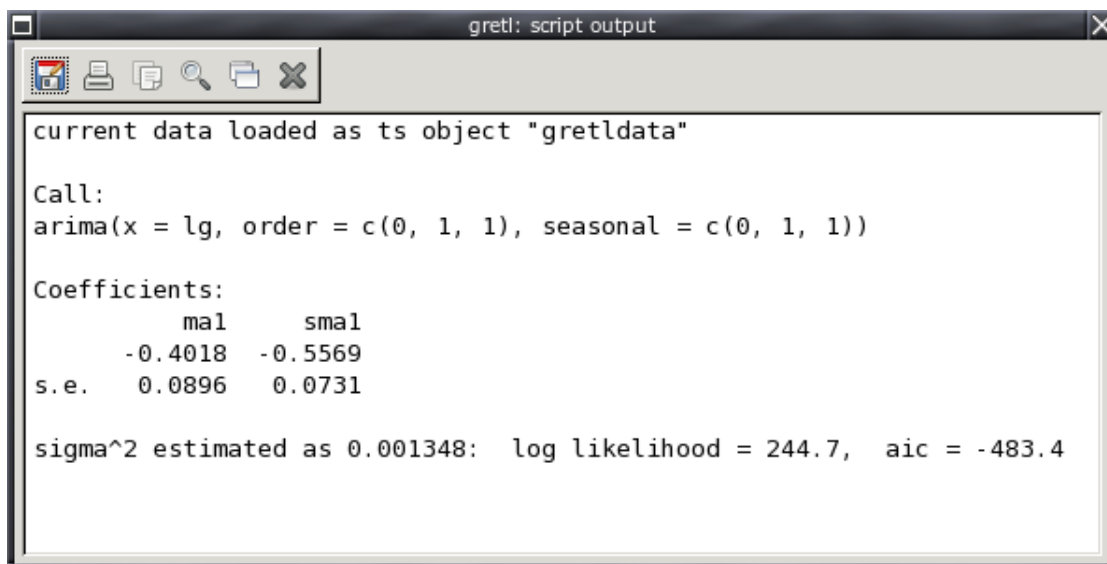 gretl: script output
current data loaded as ts object "gretldata"
Call:
arima(x = lg, order = c(0, 1, 1), seasonal = c(0, 1, 1))
Coefficients:
ma1 sma1
-0.4018 -0.5569
s.e. 0.0896 0.0731
sigma^2 estimated as 0.001348: log likelihood = 244.7, aic = -483.4